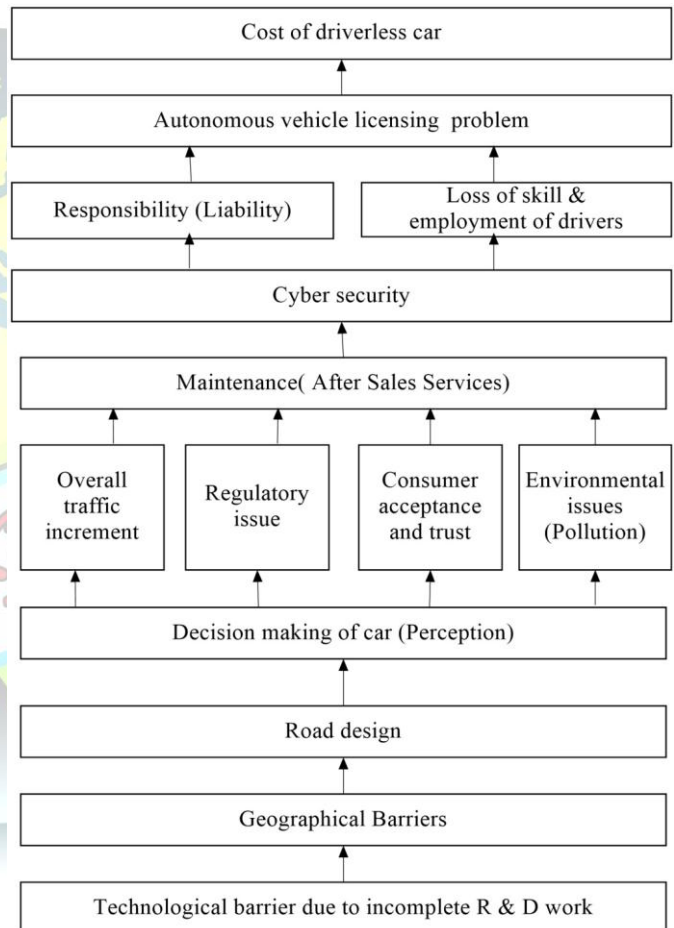 Cost of driverless car
Autonomous vehicle licensing problem
Responsibility (Liability)
Loss of skill &
employment of drivers
Cyber security
Maintenance( After Sales Services)
Overall
traffic
increment
Regulatory
issue
Consumer
acceptance
and trust
Environmental
issues
(Pollution)
Decision making of car (Perception)
Road design
Geographical Barriers
Technological barrier due to incomplete R & D work